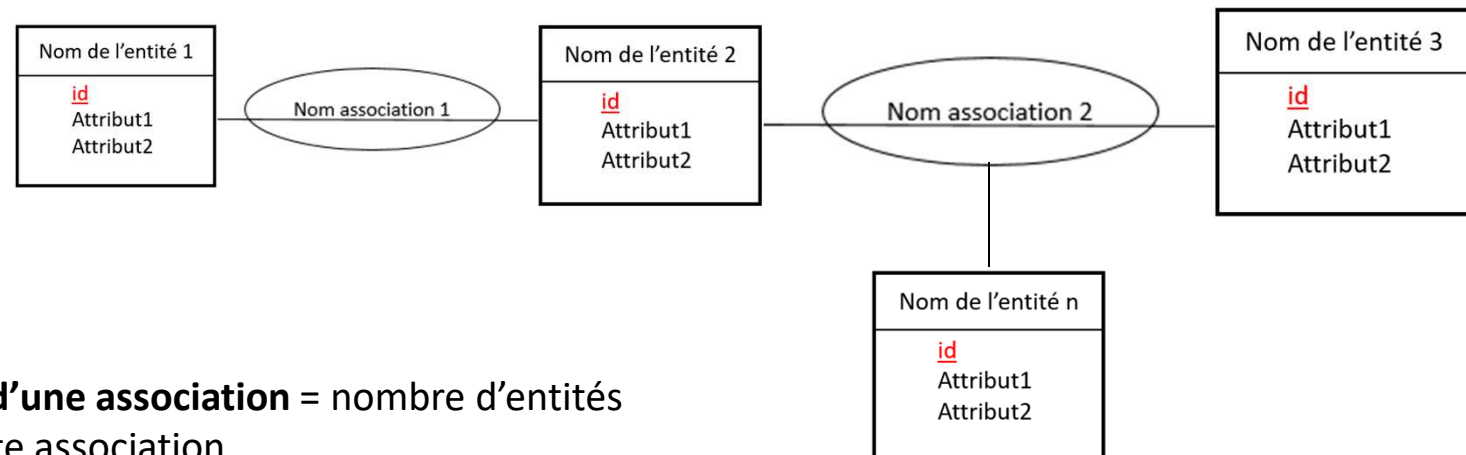 Nom de l'entité 1
id
Attribut1
Attribut2
Nom association 1
Nom de l'entité 2
id
Attribut1
Attribut2
Nom association 2
Nom de l'entité 3
id
Attribut1
Attribut2
Nom de l'entité n
id
Attribut1
Attribut2
d'une association = nombre d'entités
association